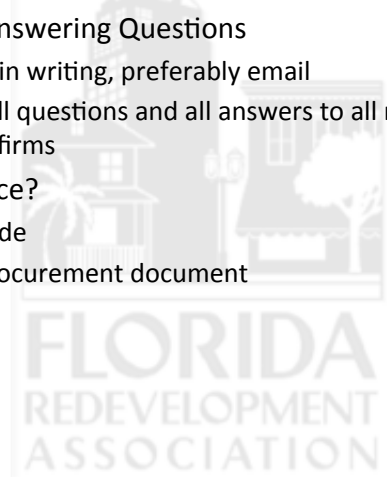 nswering Questions
in writing, preferably email
ll questions and all answers to all
firms
ce?
de
ocurement document
FLORIDA
REDEVELOPMENT
ASSOCIATION